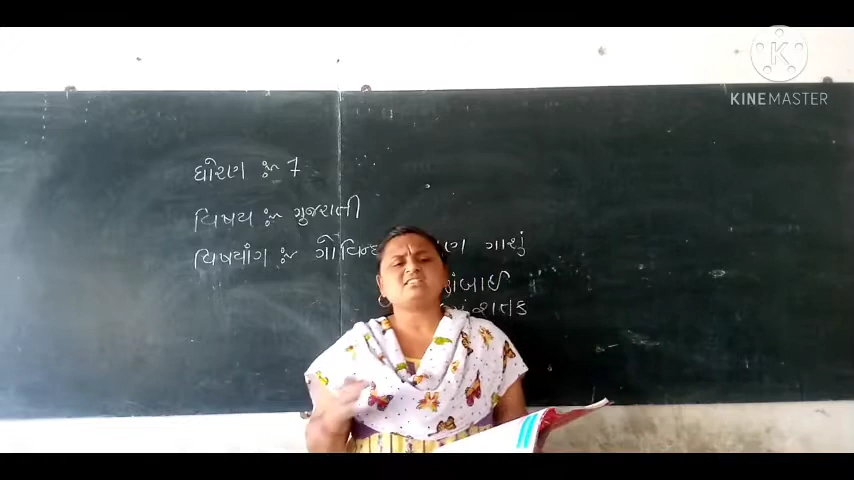 KINEMASTER
ધોરણ :- 7
વિષય :- ગુજરાતી
વિષયાંગ :- ગોવિન્દ ગાશું